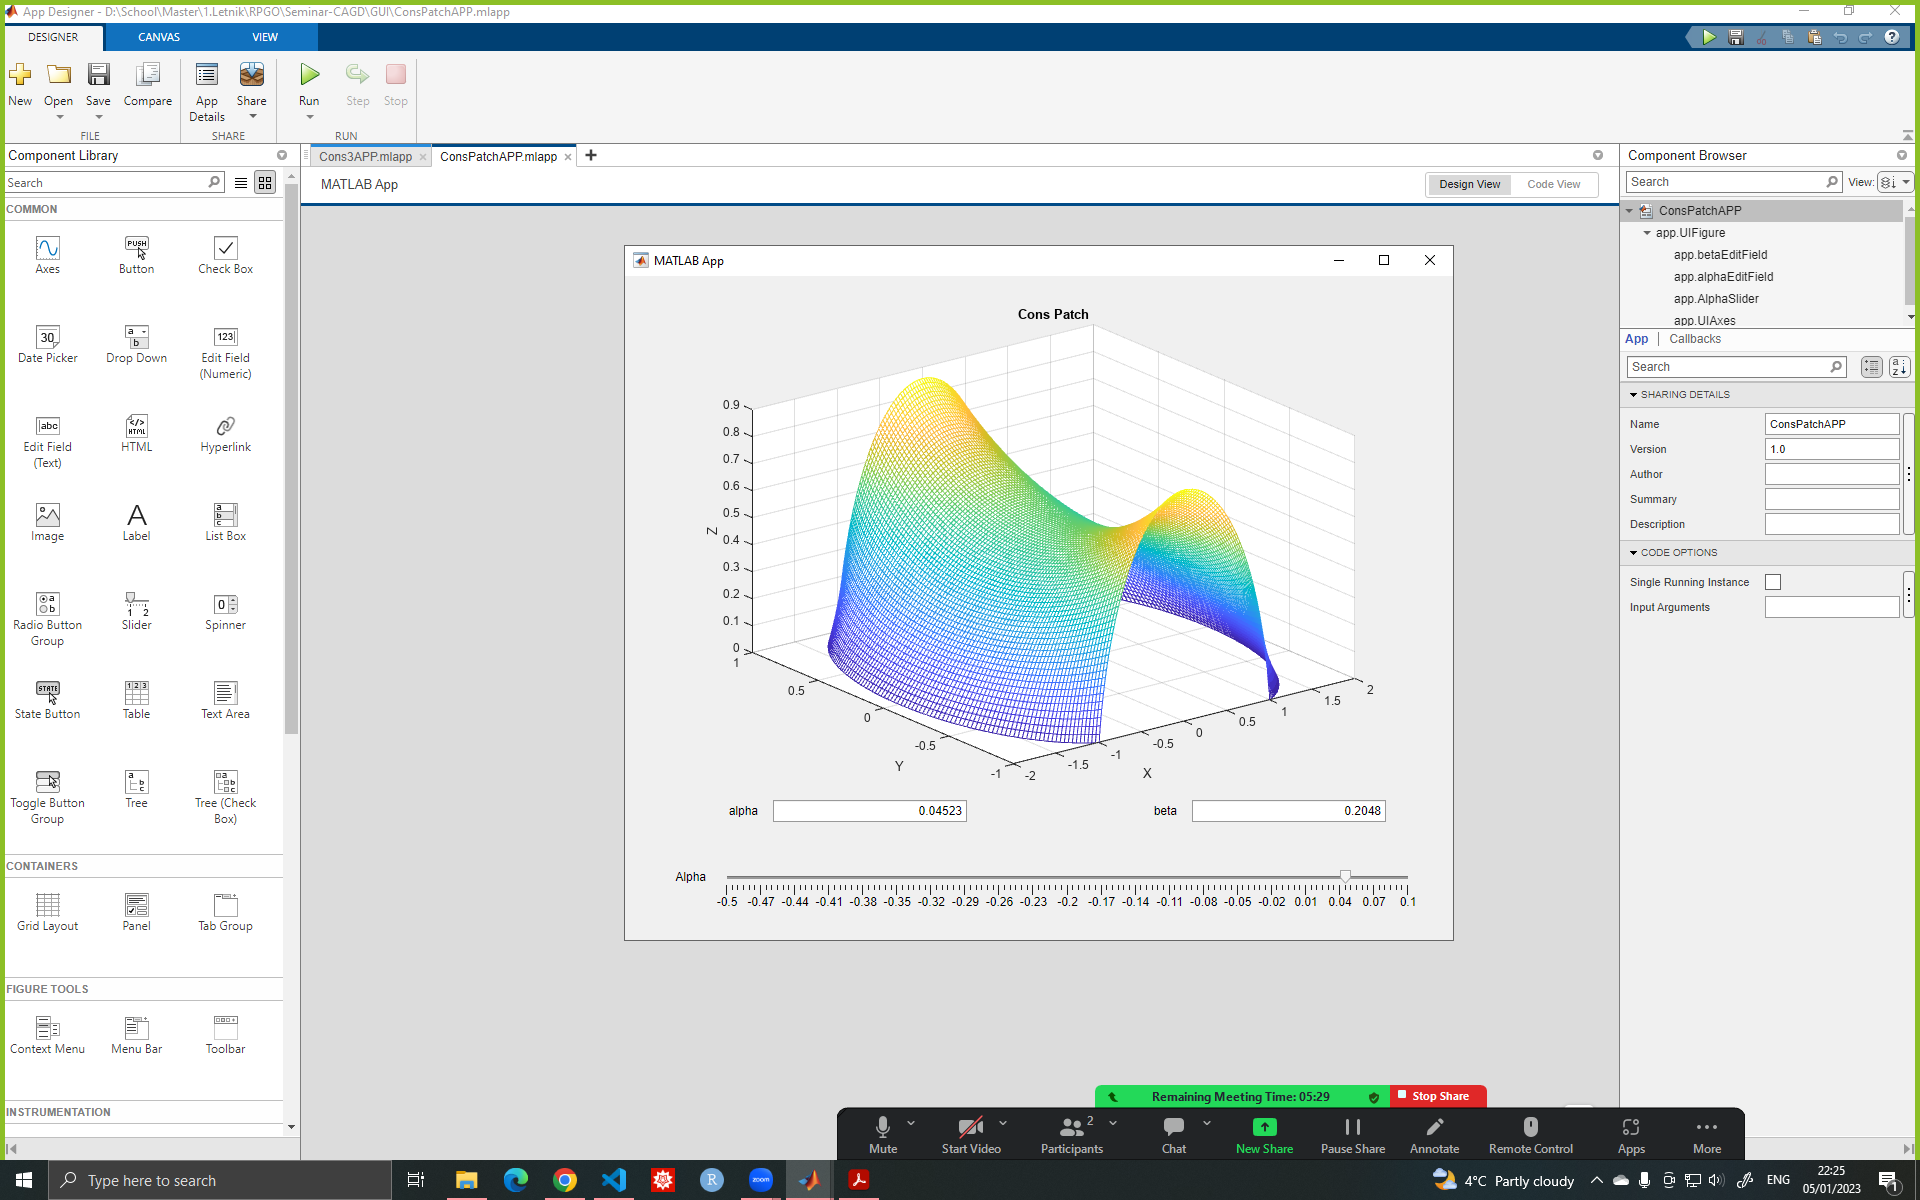 App Designer - D:\School\Master\1.Letnik\RPGO\Seminar-CAGD\GUI\ConsPatchAPP.mlapp
DESIGNER CANVAS VIEW
New Open Save Compare App Details Share Run Step Stop
FILE SHARE RUN
Component Library
Search
COMMON
Axes Button Check Box
Date Picker Drop Down Edit Field (Numeric)
Edit Field (Text) HTML Hyperlink
Image Label List Box
Radio Button Group Slider Spinner
State Button Table Text Area
Toggle Button Group Tree Tree (Check Box)
CONTAINERS
Grid Layout Panel Tab Group
FIGURE TOOLS
Context Menu Menu Bar Toolbar
INSTRUMENTATION
Cons3APP.mlapp ConsPatchAPP.mlapp
MATLAB App
Design View Code View
MATLAB App
Cons Patch
0.9
0.8
0.7
0.6
0.5
0.4
0.3
0.2
0.1
0
Z
1
0.5
0
-0.5
-1
Y
-2
-1.5
-1
-0.5
0
0.5
1
1.5
2
X
alpha 0.04523
beta 0.2048
Alpha
-0.5 -0.47 -0.44 -0.41 -0.38 -0.35 -0.32 -0.29 -0.26 -0.23 -0.2 -0.17 -0.14 -0.11 -0.08 -0.05 -0.02 0.01 0.04 0.07 0.1
Component Browser
Search View:
ConsPatchAPP
app.UIFigure
app.betaEditField
app.alphaEditField
app.AlphaSlider
app.UIAxes
App Callbacks
Search
SHARING DETAILS
Name ConsPatchAPP
Version 1.0
Author
Summary
Description
CODE OPTIONS
Single Running Instance
Input Arguments
Remaining Meeting Time: 05:29 Stop Share
Mute Start Video Participants 2 Chat New Share Pause Share Annotate Remote Control Apps More
Type here to search
zoom
4°C Partly cloudy
ENG
22:25
05/01/2023
1